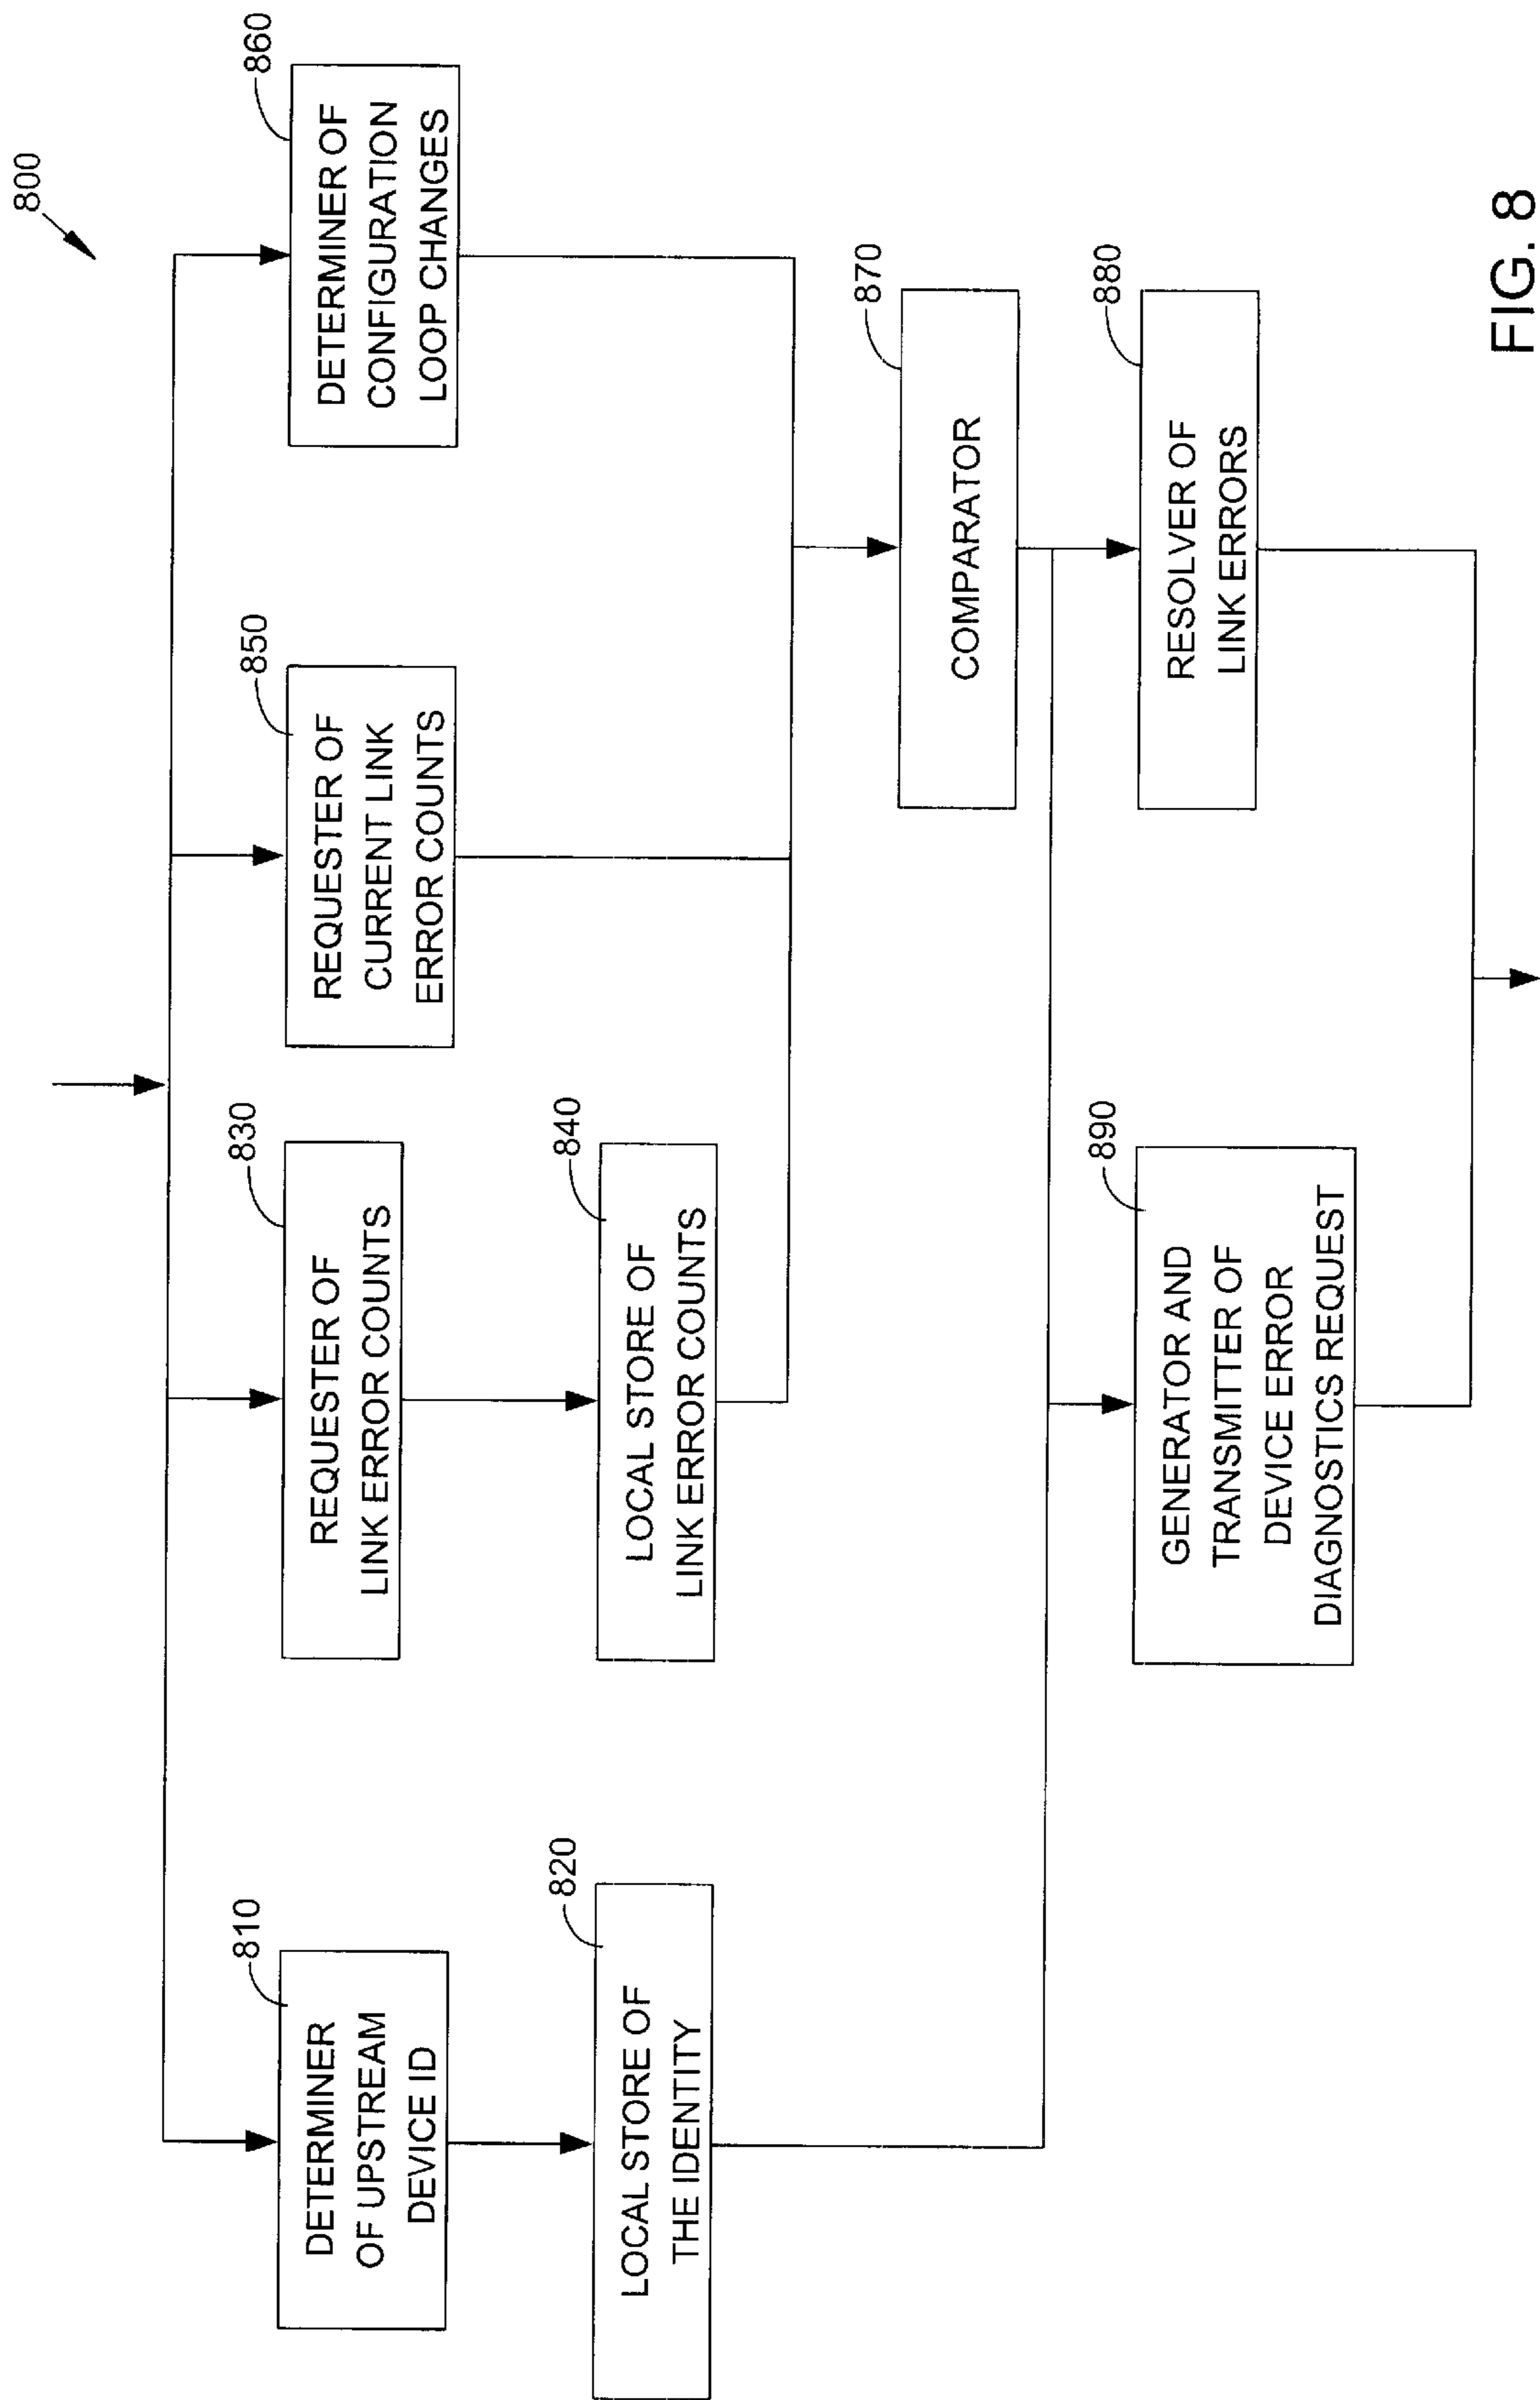 800
810
DETERMINER
OF UPSTREAM
DEVICE ID
830
REQUESTER OF
LINK ERROR COUNTS
850
REQUESTER OF
CURRENT LINK
ERROR COUNTS
860
DETERMINER OF
CONFIGURATION
LOOP CHANGES
820
LOCAL STORE OF
THE IDENTITY
840
LOCAL STORE OF
LINK ERROR COUNTS
870
COMPARATOR
890
GENERATOR AND
TRANSMITTER OF
DEVICE ERROR
DIAGNOSTICS REQUEST
880
RESOLVER OF
LINK ERRORS
FIG. 8